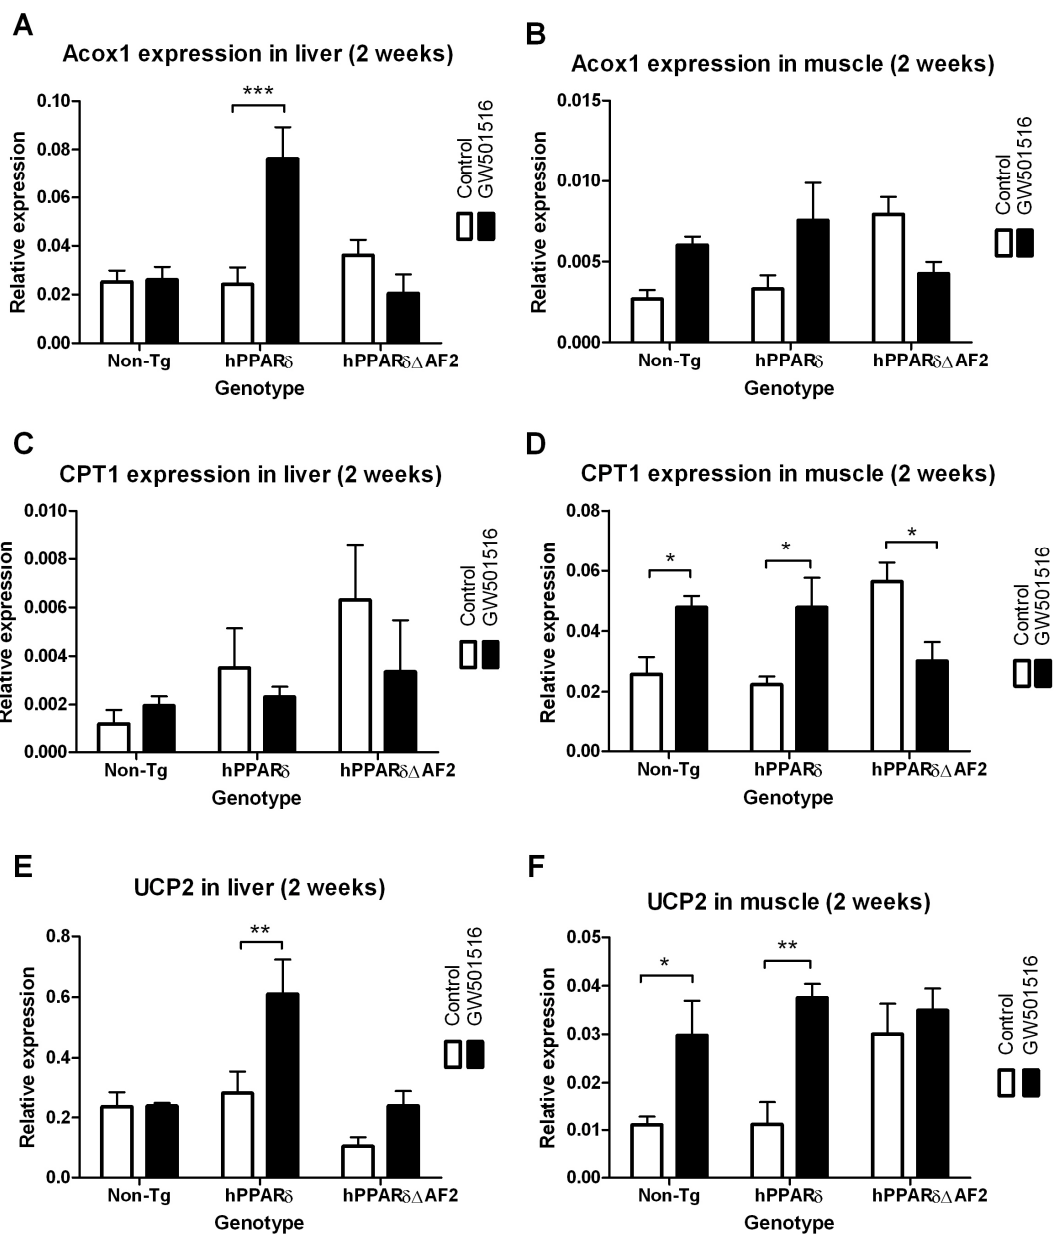 A
Acox1 expression in liver (2 weeks)
0.10
0.08
0.06
0.04
0.02
0.00
Relative expression
***
Non-Tg
hPPARδ
hPPARδΔAF2
Genotype
Control
GW501516
B
Acox1 expression in muscle (2 weeks)
0.015
0.010
0.005
0.000
Relative expression
Non-Tg
hPPARδ
hPPARδΔAF2
Genotype
Control
GW501516
C
CPT1 expression in liver (2 weeks)
0.010
0.008
0.006
0.004
0.002
0.000
Relative expression
Non-Tg
hPPARδ
hPPARδΔAF2
Genotype
Control
GW501516
D
CPT1 expression in muscle (2 weeks)
0.08
0.06
0.04
0.02
0.00
Relative expression
*
*
*
Non-Tg
hPPARδ
hPPARδΔAF2
Genotype
Control
GW501516
E
UCP2 in liver (2 weeks)
0.8
0.6
0.4
0.2
0.0
Relative expression
**
Non-Tg
hPPARδ
hPPARδΔAF2
Genotype
Control
GW501516
F
UCP2 in muscle (2 weeks)
0.05
0.04
0.03
0.02
0.01
0.00
Relative expression
*
**
Non-Tg
hPPARδ
hPPARδΔAF2
Genotype
Control
GW501516